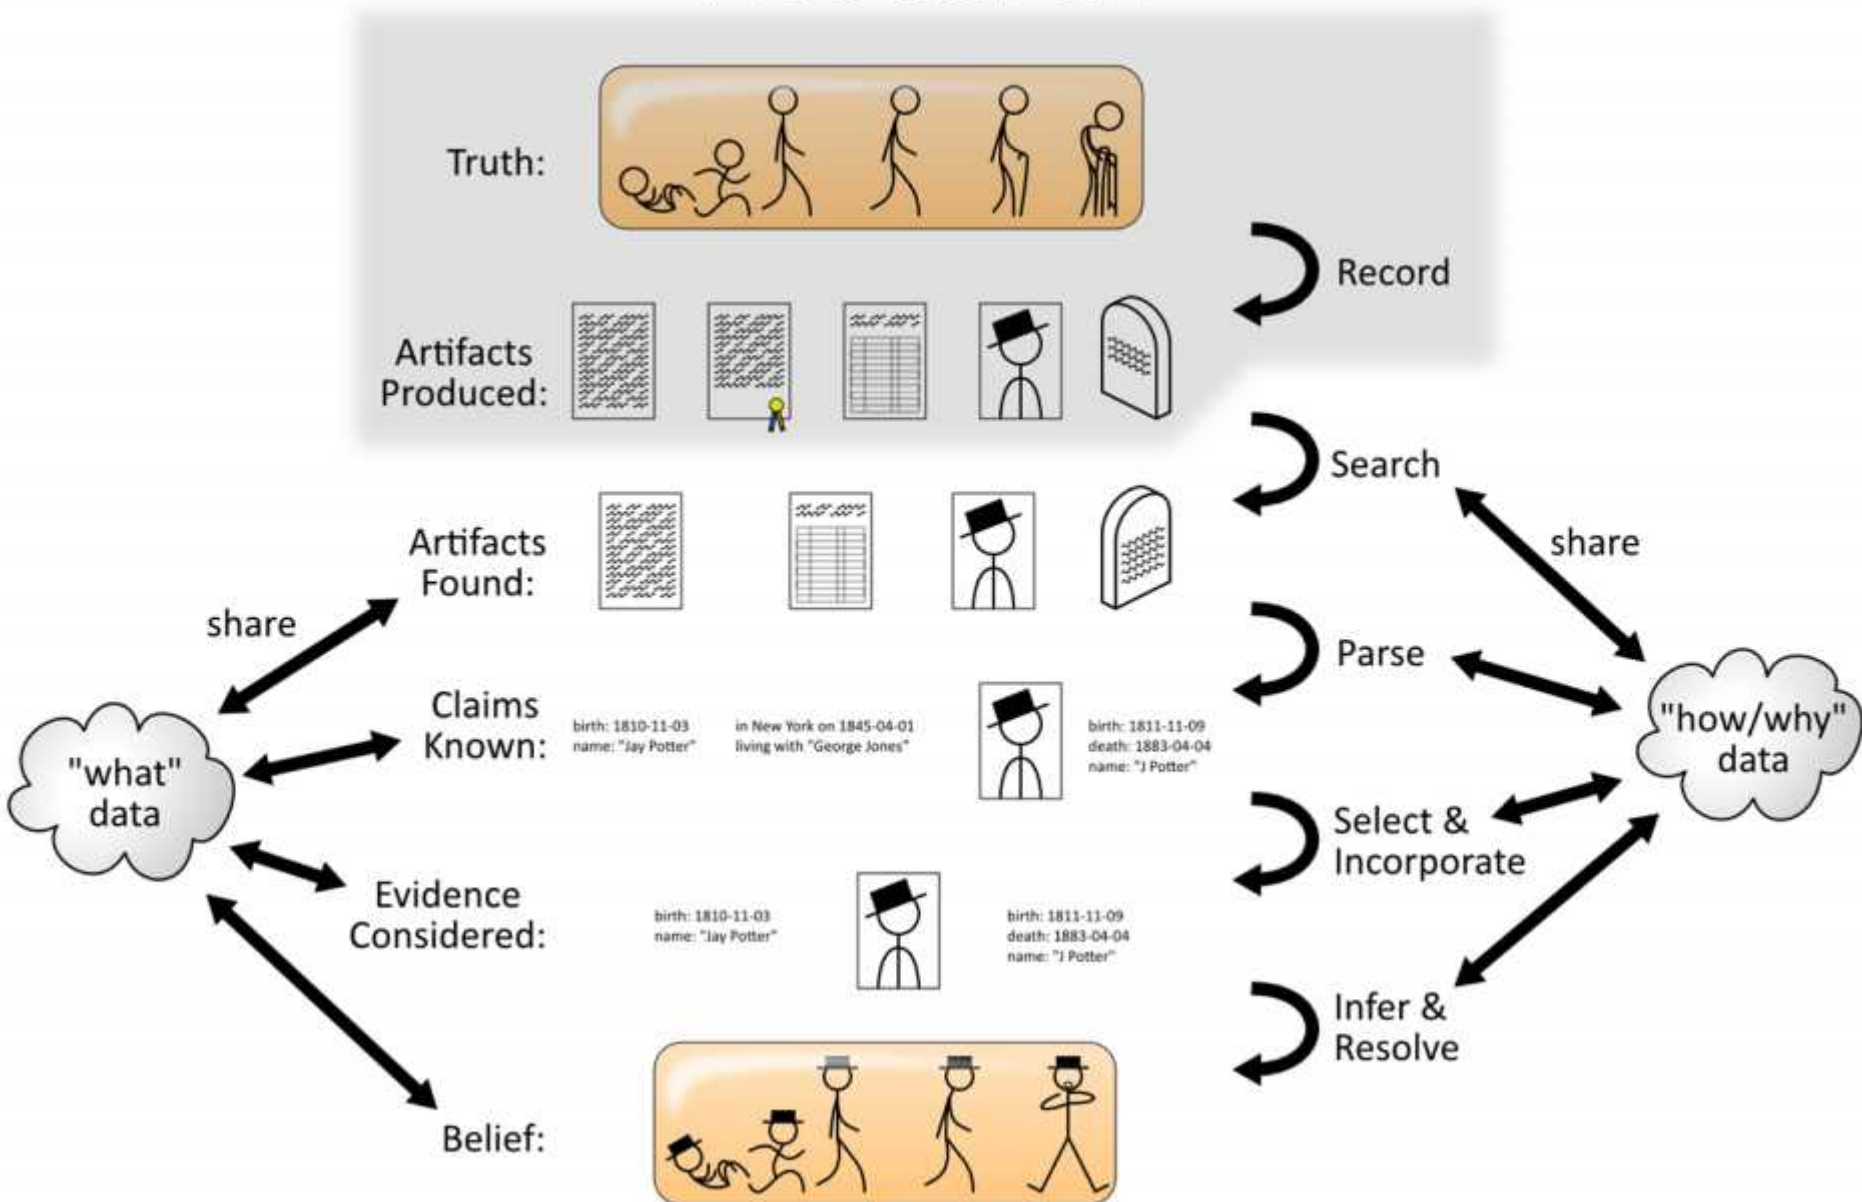 Truth:
Record
Artifacts
Produced:
Search
share
Artifacts
Found:
share
Parse
Claims
Known:
birth: 1810-11-03
name: "Jay Potter"
in New York on 1845-04-01
living with "George Jones"
birth: 1811-11-09
death: 1883-04-04
name: "J Potter"
"what"
data
"how/why"
data
Select &
Incorporate
Evidence
Considered:
birth: 1810-11-03
name: "Jay Potter"
birth: 1811-11-09
death: 1883-04-04
name: "J Potter"
Infer &
Resolve
Belief: